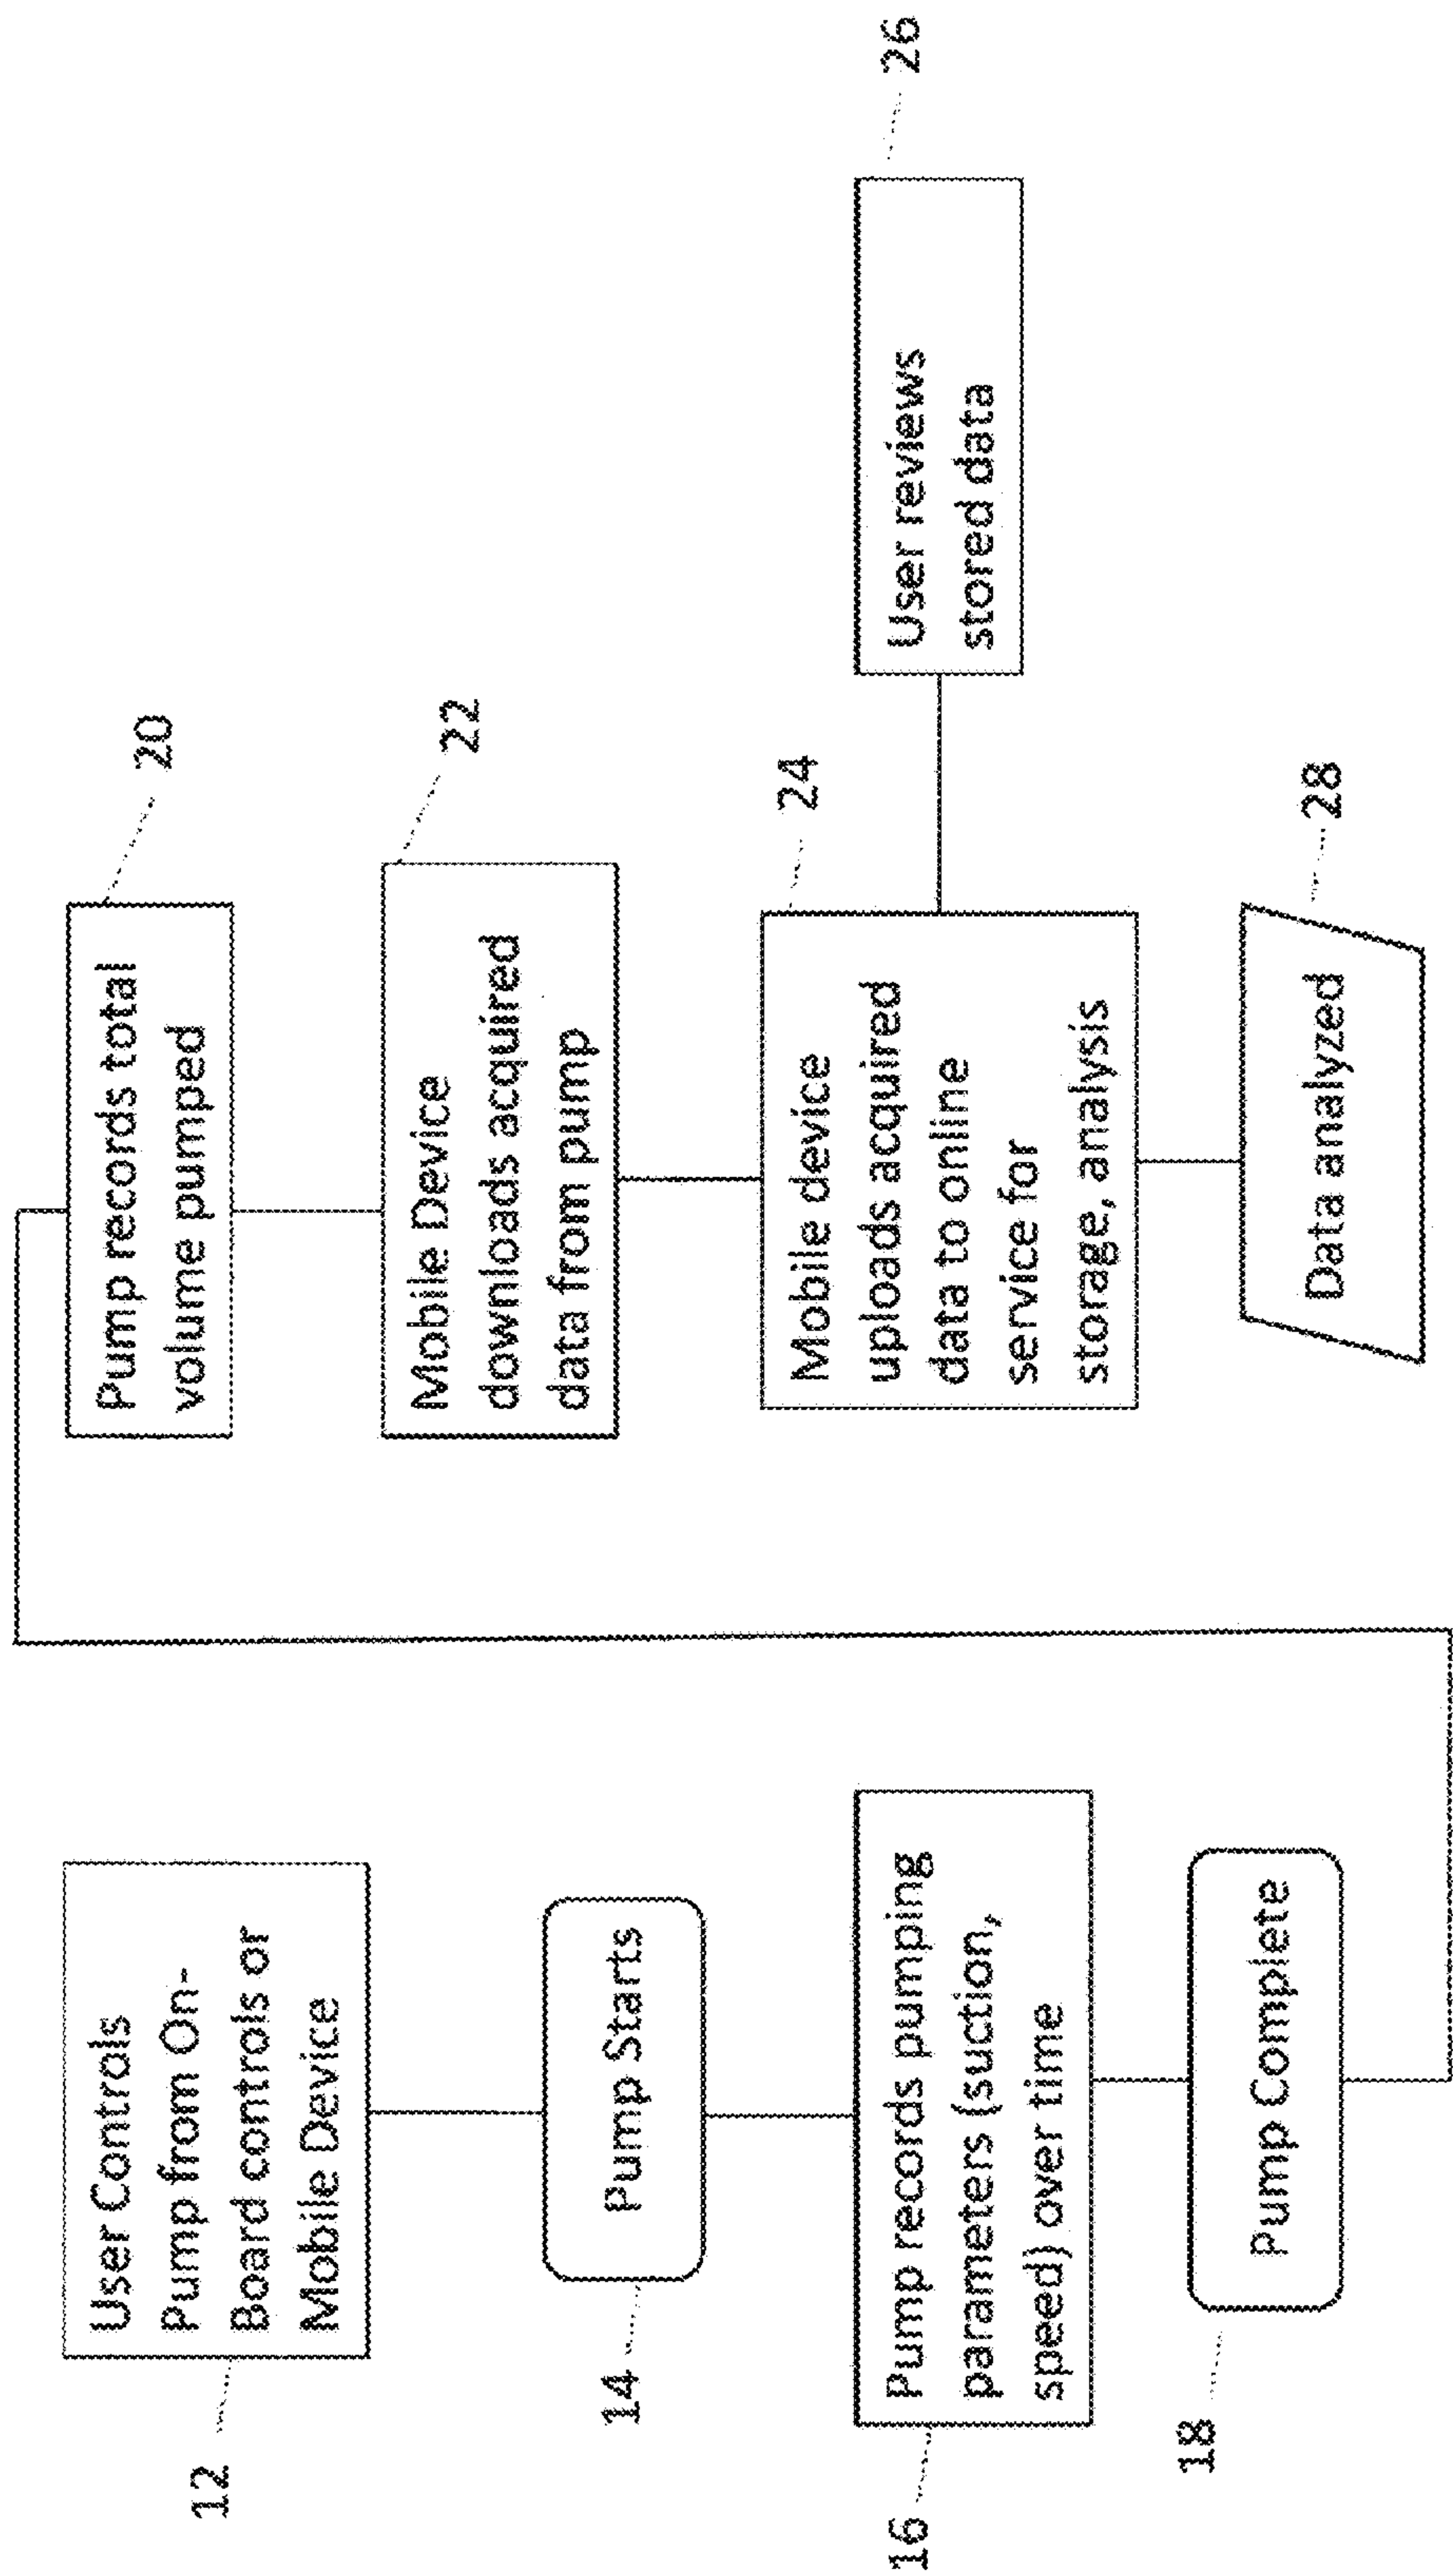 12
User Controls
Pump from On-
Board controls or
Mobile Device
14
Pump Starts
16
Pump records pumping
parameters (suction,
speed) over time
18
Pump Complete
20
Pump records total
volume pumped
22
Mobile Device
downloads acquired
data from pump
24
Mobile device
uploads acquired
data to online
service for
storage, analysis
26
User reviews
stored data
28
Data analyzed